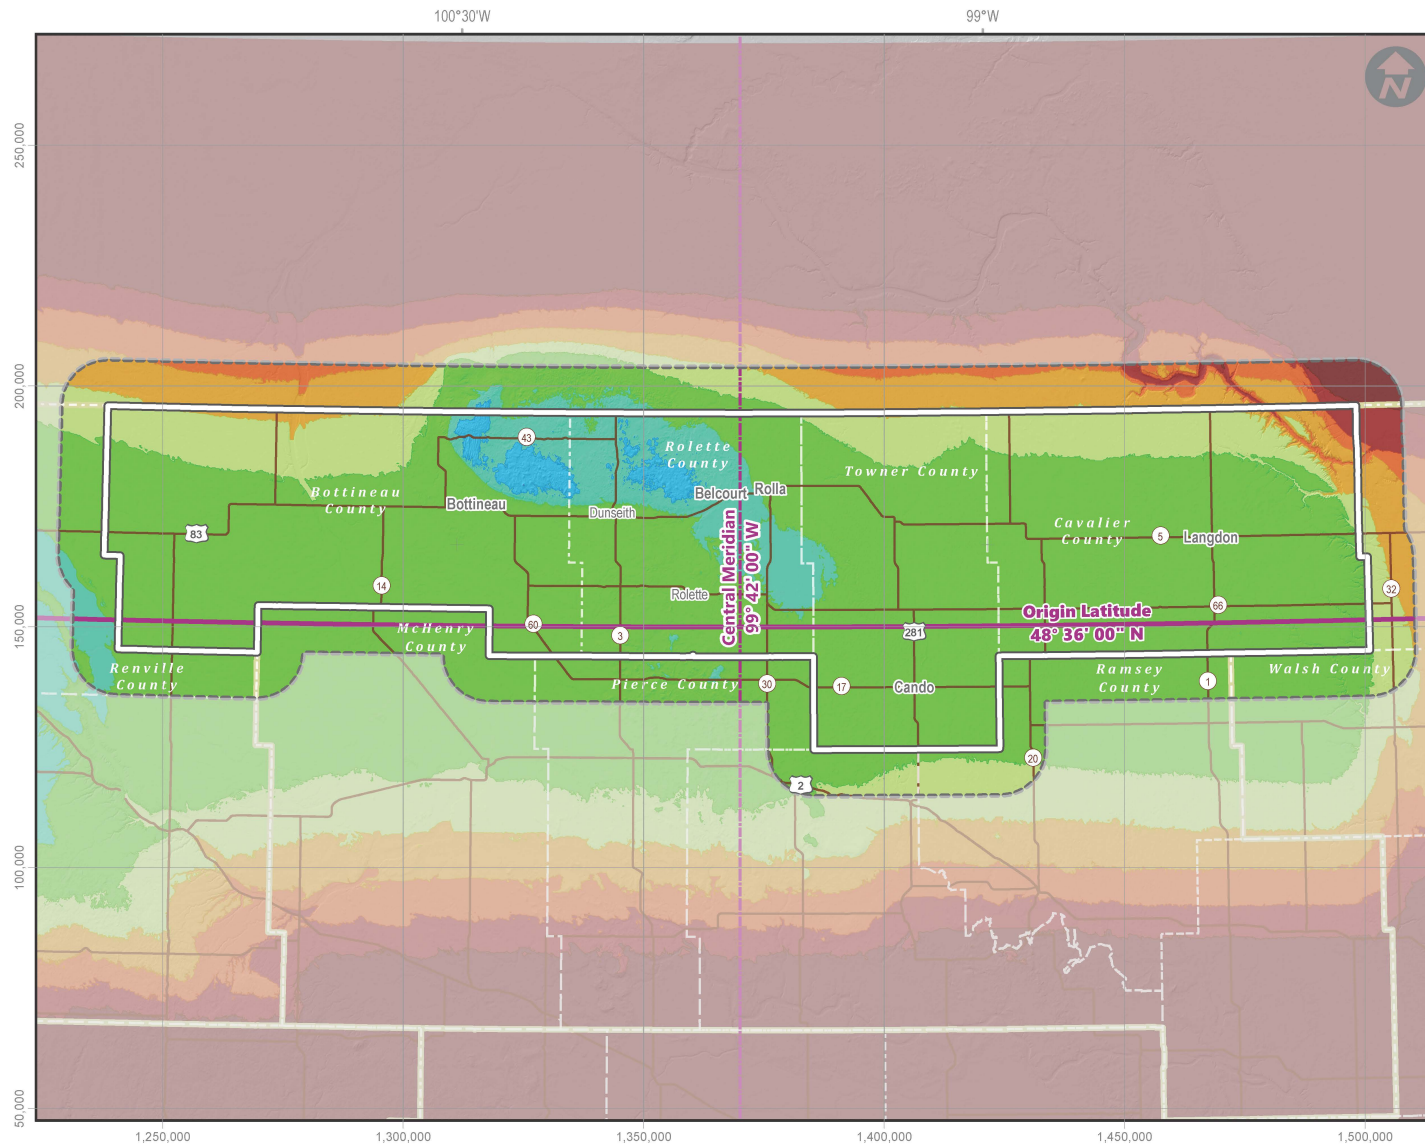 100°30'W
99°W
N
250,000
200,000
150,000
100,000
50,000
43
Rolette
County
Towner County
Belcourt
Rolla
Bottineau
County
Bottineau
Dunseith
83
Cavalier
County
5
Langdon
Central Meridian
99° 42' 00" W
14
Rolette
32
66
Origin Latitude
48° 36' 00" N
60
3
281
McHenry
County
Renville
County
Pierce County
30
17
Cando
Ramsey
County
1
Walsh County
20
2
1,250,000
1,300,000
1,350,000
1,400,000
1,450,000
1,500,000